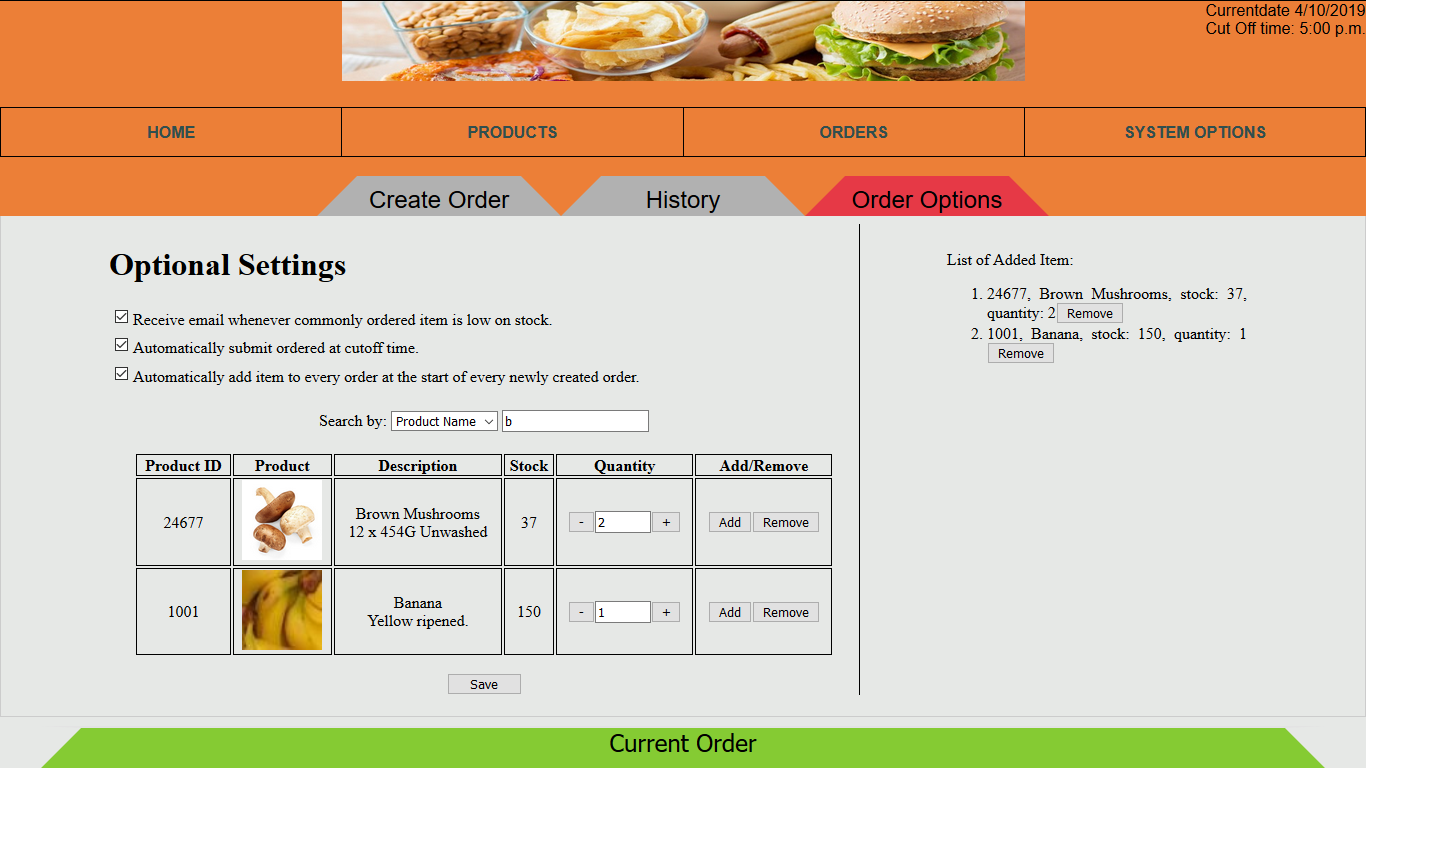 Currentdate 4/10/2019
Cut Off time: 5:00 p.m.
HOME PRODUCTS ORDERS SYSTEM OPTIONS
Create Order History Order Options
Optional Settings
Receive email whenever commonly ordered item is low on stock.
Automatically submit ordered at cutoff time.
Automatically add item to every order at the start of every newly created order.
Search by: Product Name b
Product ID Product Description Stock Quantity Add/Remove
24677 Brown Mushrooms 12 x 454G Unwashed 37 - 2 + Add Remove
1001 Banana Yellow ripened. 150 - 1 + Add Remove
Save
List of Added Item:
1. 24677, Brown Mushrooms, stock: 37,
quantity: 2 Remove
2. 1001, Banana, stock: 150, quantity: 1
Remove
Current Order